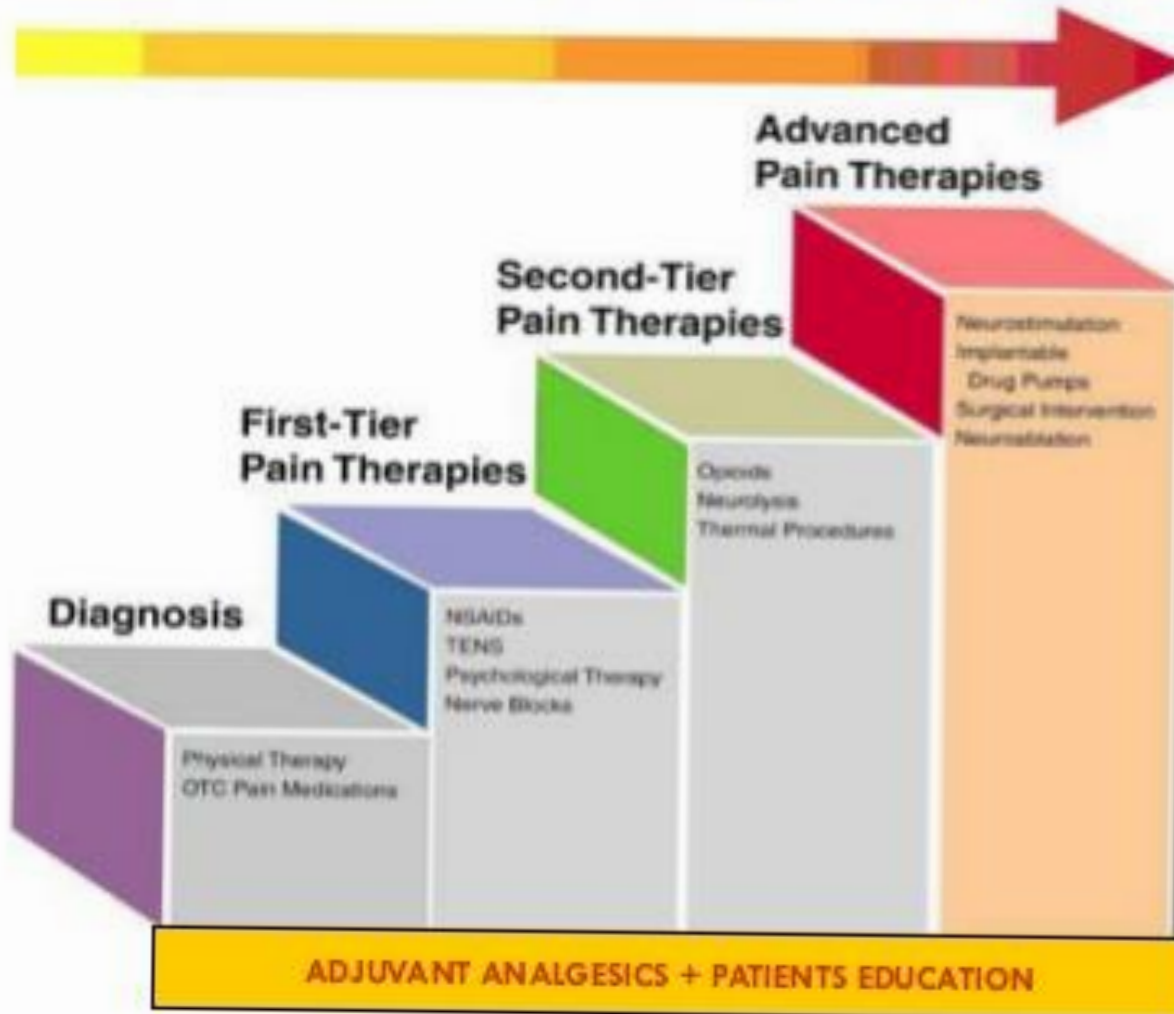 Diagnosis
Physical Therapy
OTC Pain Medications
First-Tier
Pain Therapies
NSAIDs
TENS
Psychological Therapy
Nerve Blocks
Second-Tier
Pain Therapies
Opioids
Neurolysis
Thermal Procedures
Advanced
Pain Therapies
Neurostimulation
Implantable
Drug Pumps
Surgical Intervention
Neuroablation
ADJUVANT ANALGESICS + PATIENTS EDUCATION